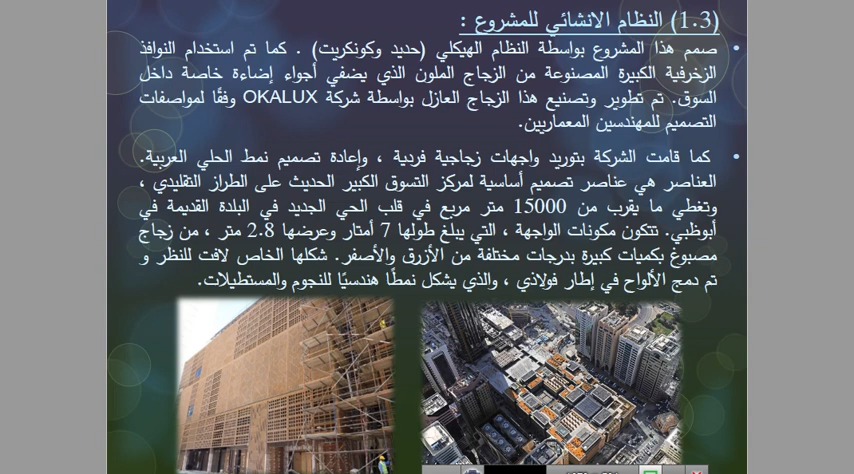 (1.3) النظام الانشائي للمشروع :
• صمم هذا المشروع بواسطة النظام الهيكلي (حديد وكونكريت) . كما تم استخدام النوافذ
الزخرفية الكبيرة المصنوعة من الزجاج الملون الذي يضفي أجواء إضاءة خاصة داخل
السوق. تم تطوير وتصنيع هذا الزجاج العازل بواسطة شركة OKALUX وفقًا لمواصفات
التصميم للمهندسين المعماريين.
• كما قامت الشركة بتوريد واجهات زجاجية فردية ، وإعادة تصميم نمط الحلي العربية.
العناصر هي عناصر تصميم أساسية لمركز التسوق الكبير الحديث على الطراز التقليدي ،
وتغطي ما يقرب من 15000 متر مربع في قلب الحي الجديد في البلدة القديمة في
أبوظبي. تتكون مكونات الواجهة ، التي يبلغ طولها 7 أمتار وعرضها 2.8 متر ، من زجاج
مصبوغ بكميات كبيرة بدرجات مختلفة من الأزرق والأصفر. شكلها الخاص لافت للنظر و
تم دمج الألواح في إطار فولاذي ، والذي يشكل نمطًا هندسيًا للنجوم والمستطيلات.